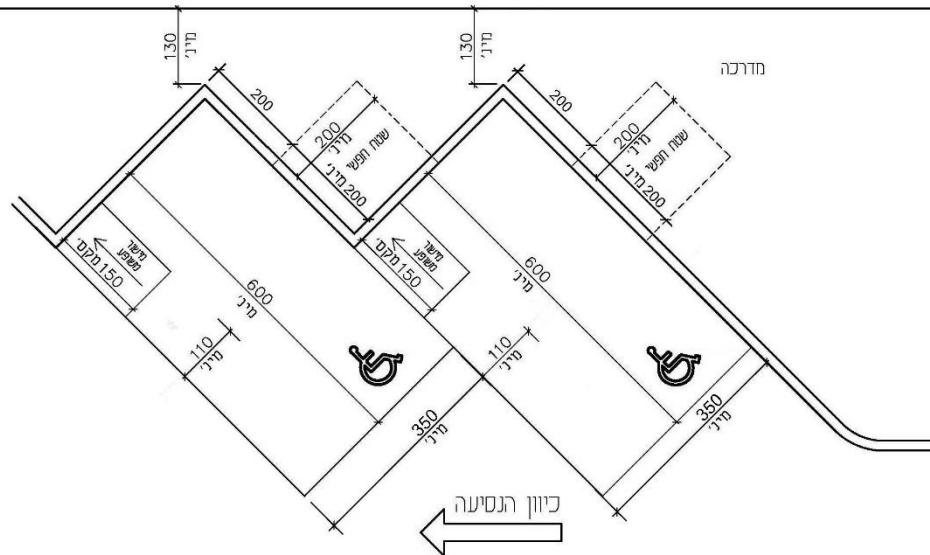 130
מינ'
130
מינ'
מדרכה
200
200
מינ'
שטח חפשי
200 מינ'
200
200
מינ'
שטח חפשי
200 מינ'
מישור
משופע
150 מקס'
600
מינ'
110
מינ'
350
מינ'
מישור
משופע
150 מקס'
600
מינ'
110
מינ'
350
מינ'
כיוון הנסיעה